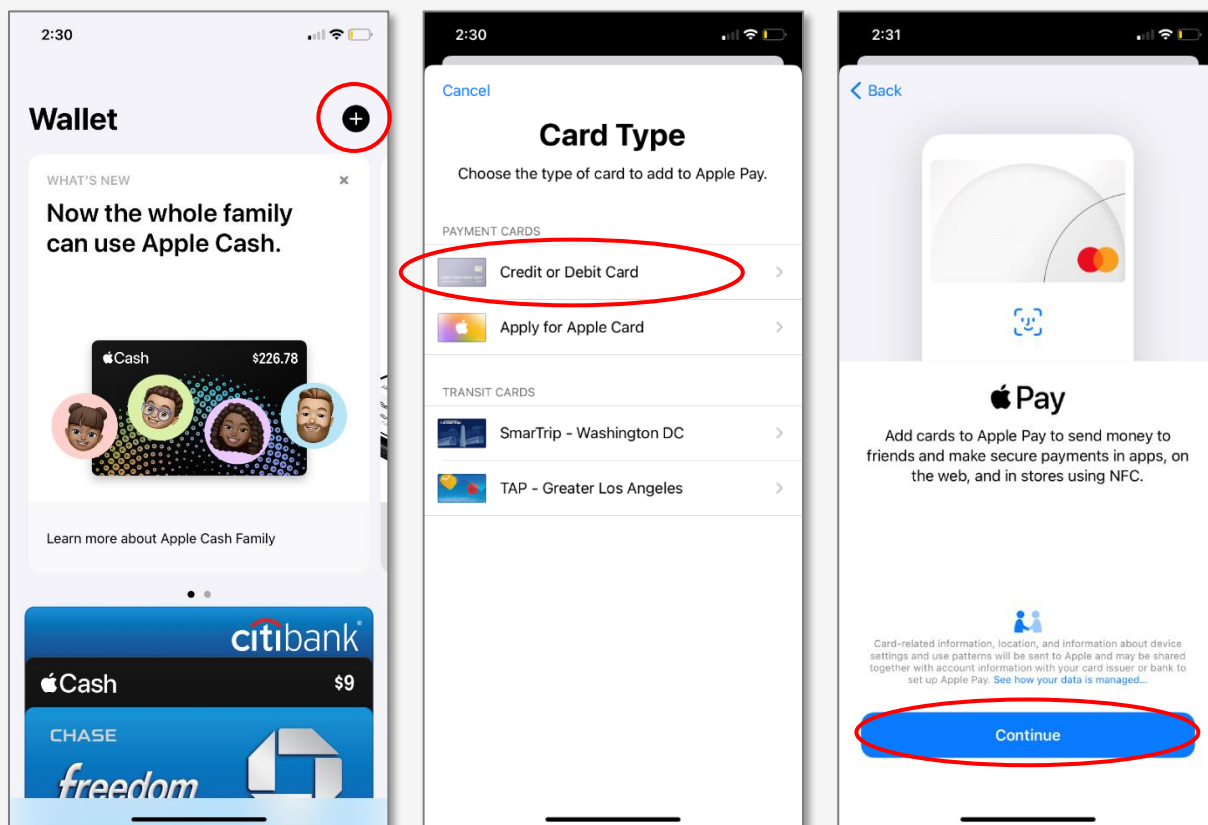 2:30
Wallet
WHAT'S NEW
Now the whole family
can use Apple Cash.
Cash $226.78
Learn more about Apple Cash Family
citibank
Cash $9
CHASE
freedom
2:30
Cancel
Card Type
Choose the type of card to add to Apple Pay.
PAYMENT CARDS
Credit or Debit Card
Apply for Apple Card
TRANSIT CARDS
SmarTrip - Washington DC
TAP - Greater Los Angeles
2:31
Back
Pay
Add cards to Apple Pay to send money to
friends and make secure payments in apps, on
the web, and in stores using NFC.
Card-related information, location, and information about device
settings and use patterns will be sent to Apple and may be shared
together with account information with your card issuer or bank to
set up Apple Pay. See how your data is managed...
Continue